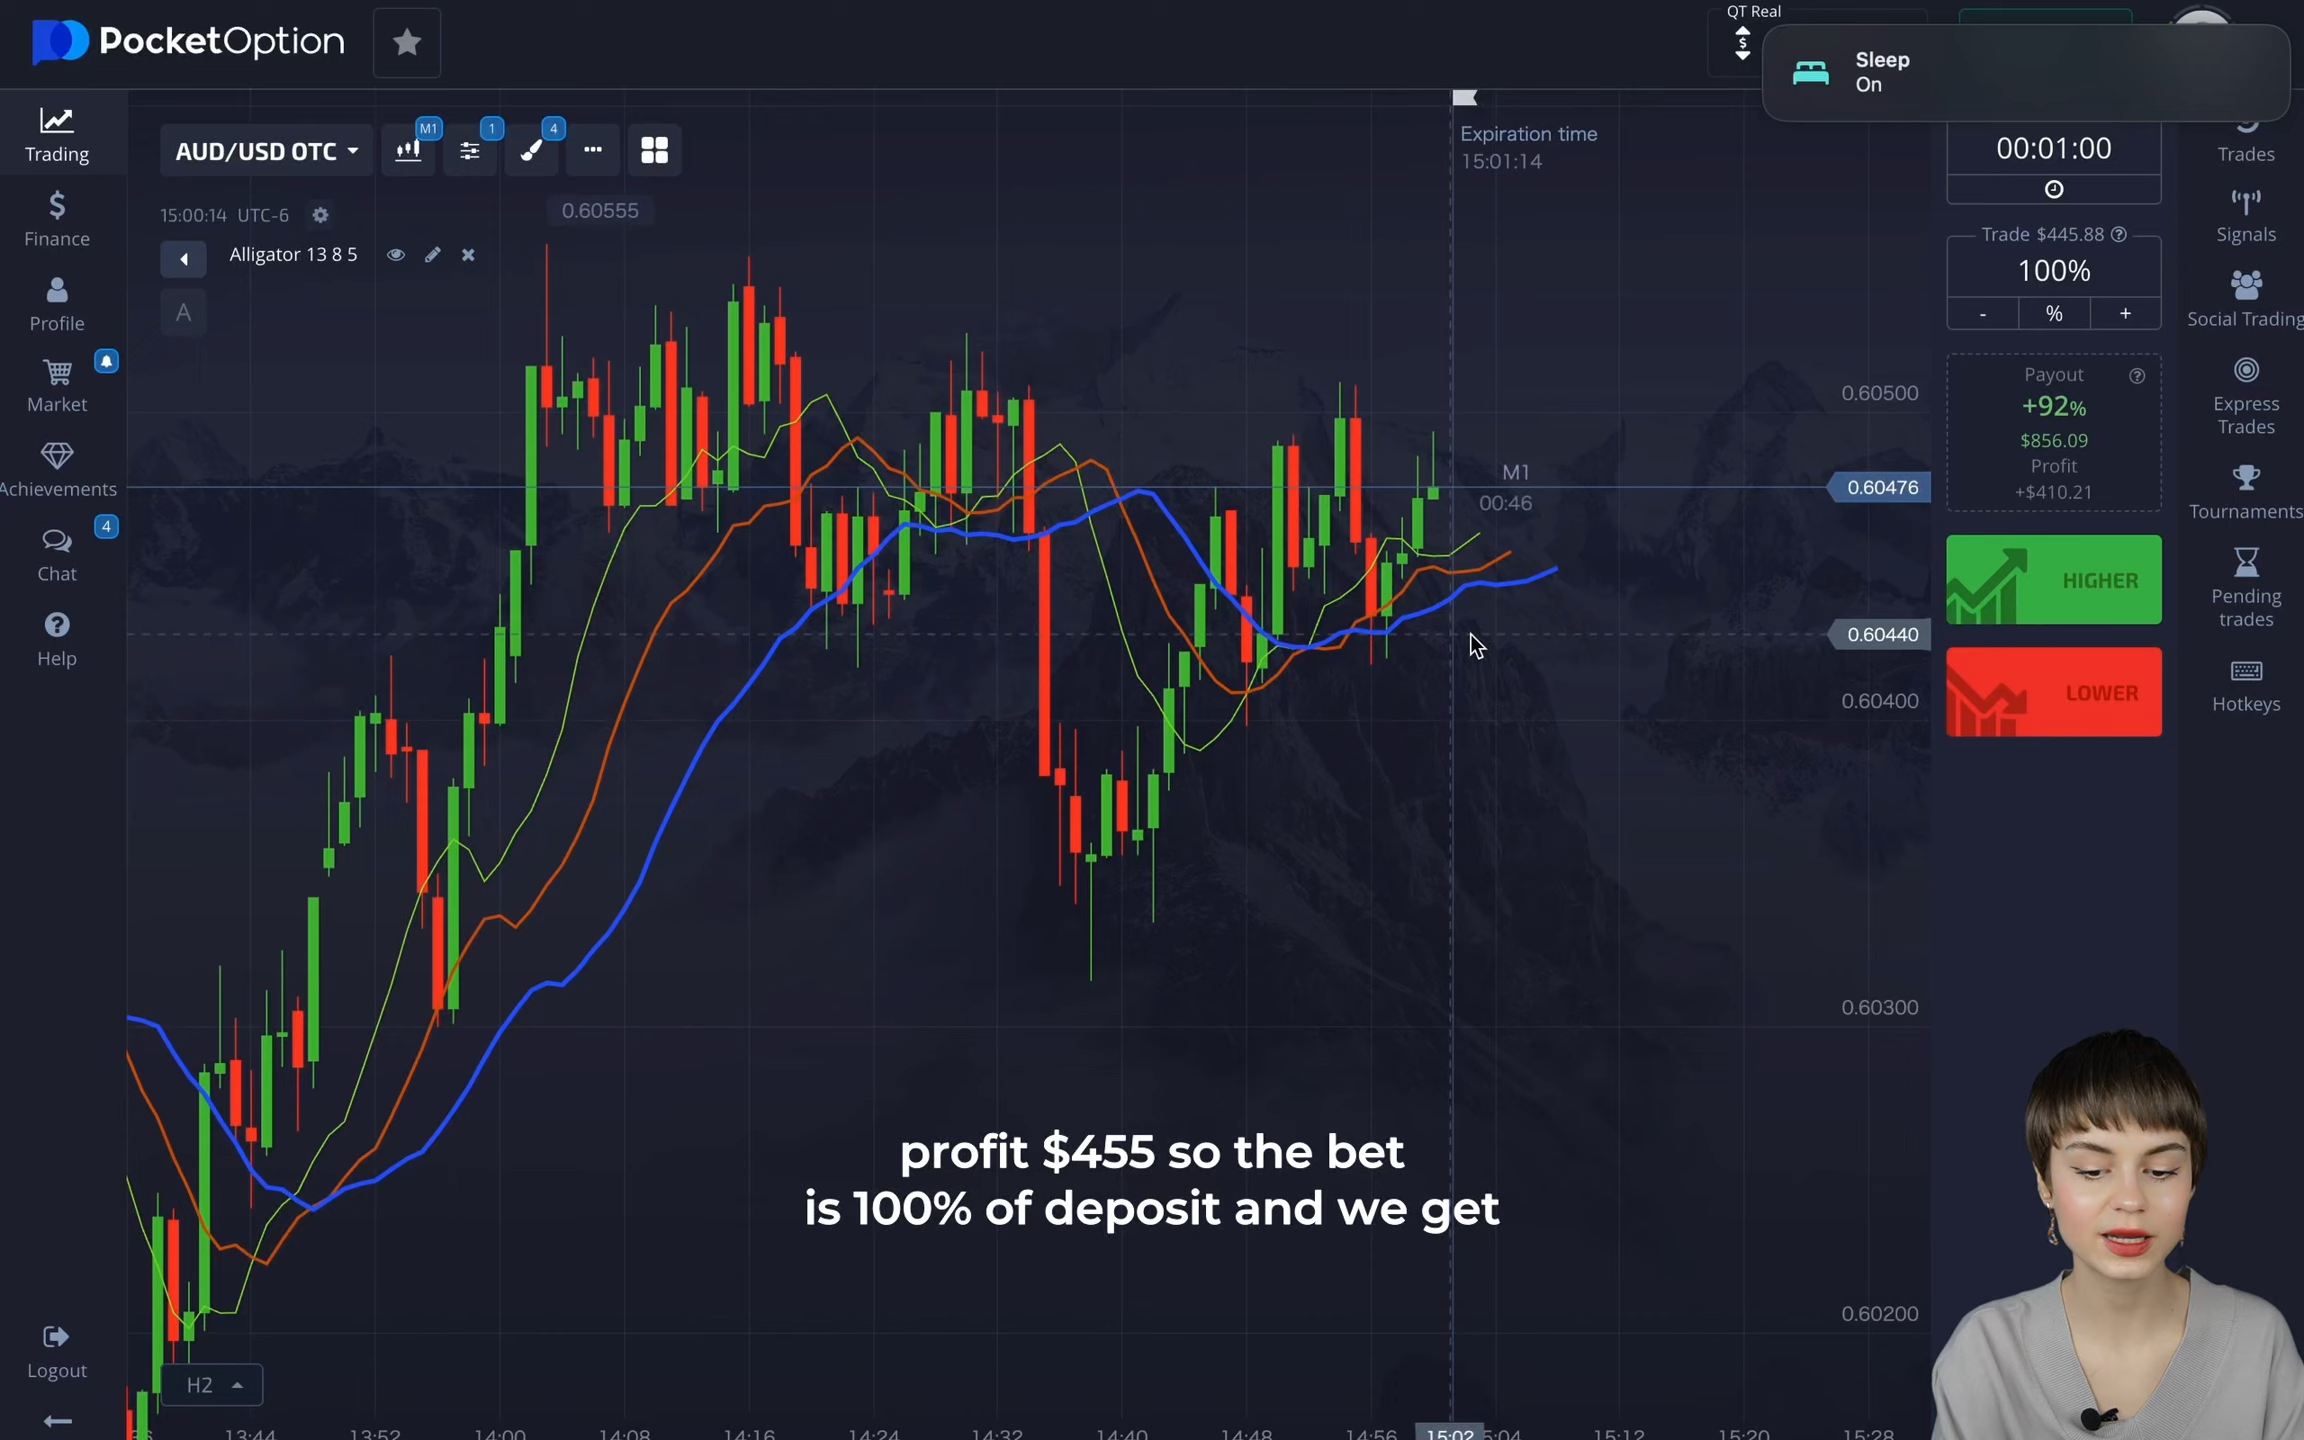 PocketOption
QT Real
$
Sleep
On
Trading
Finance
Profile
Market
Achievements
4
Chat
Help
Logout
AUD/USD OTC
M1
1
4
15:00:14 UTC-6
0.60555
Alligator 13 8 5
A
Expiration time
15:01:14
M1
00:46
0.60500
0.60476
0.60440
0.60400
0.60300
0.60200
00:01:00
Trade $445.88
100%
- % +
Payout
+92%
$856.09
Profit
+$410.21
HIGHER
LOWER
Trades
Signals
Social Trading
Express
Trades
Tournaments
Pending
trades
Hotkeys
profit $455 so the bet
is 100% of deposit and we get
H2
13:44 13:52 14:00 14:08 14:16 14:24 14:32 14:40 14:48 14:56 15:02 5:04 15:12 15:20 15:28